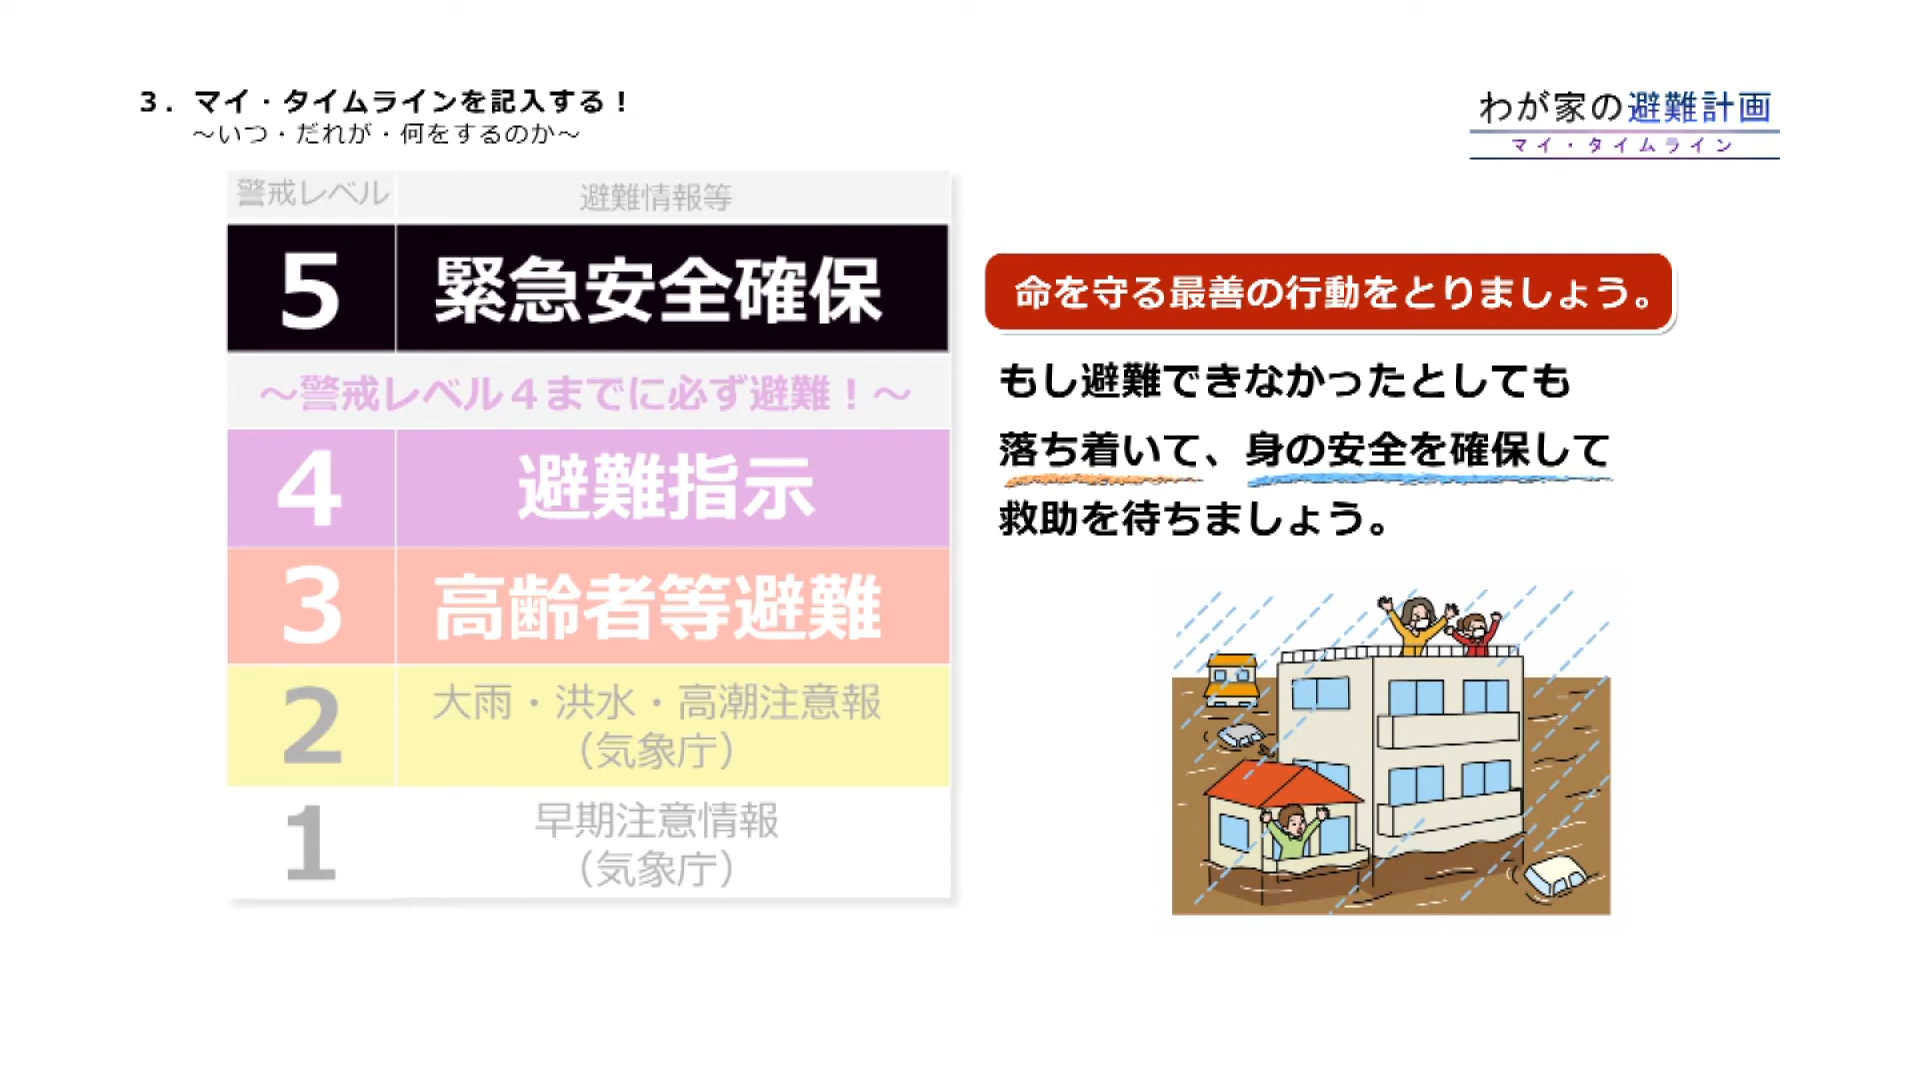 3．マイ・タイムラインを記入する！
～いつ・だれが・何をするのか～
わが家の避難計画
マイ・タイムライン
警戒レベル 避難情報等
5 緊急安全確保
～警戒レベル４までに必ず避難！～
4 避難指示
3 高齢者等避難
2 大雨・洪水・高潮注意報
（気象庁）
1 早期注意情報
（気象庁）
命を守る最善の行動をとりましょう。
もし避難できなかったとしても
落ち着いて、身の安全を確保して
救助を待ちましょう。